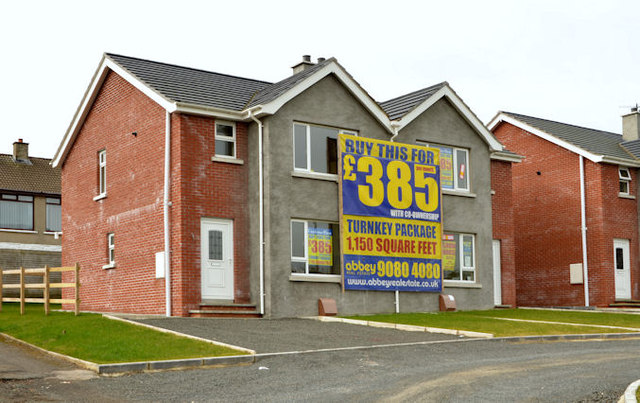 BUY THIS FOR
£385
WITH CO-OWNERSHIP
TURNKEY PACKAGE
1,150 SQUARE FEET
abbey 9080 4080
www.abbeyrealestate.co.uk
£385